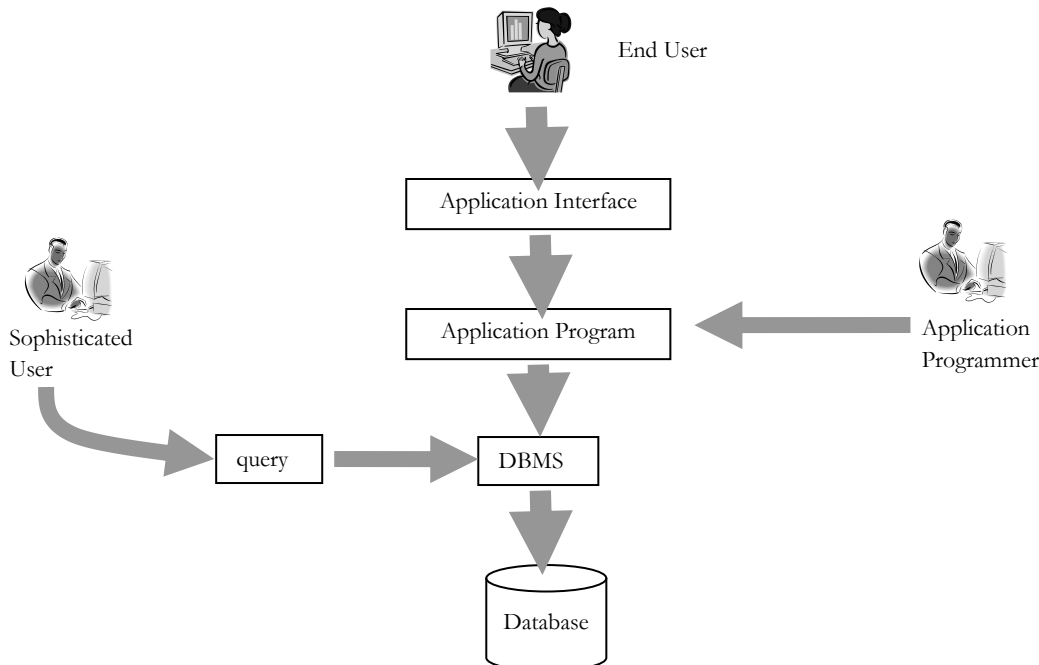 End User
Application Interface
Application Program
Sophisticated
User
Application
Programmer
query
DBMS
Database